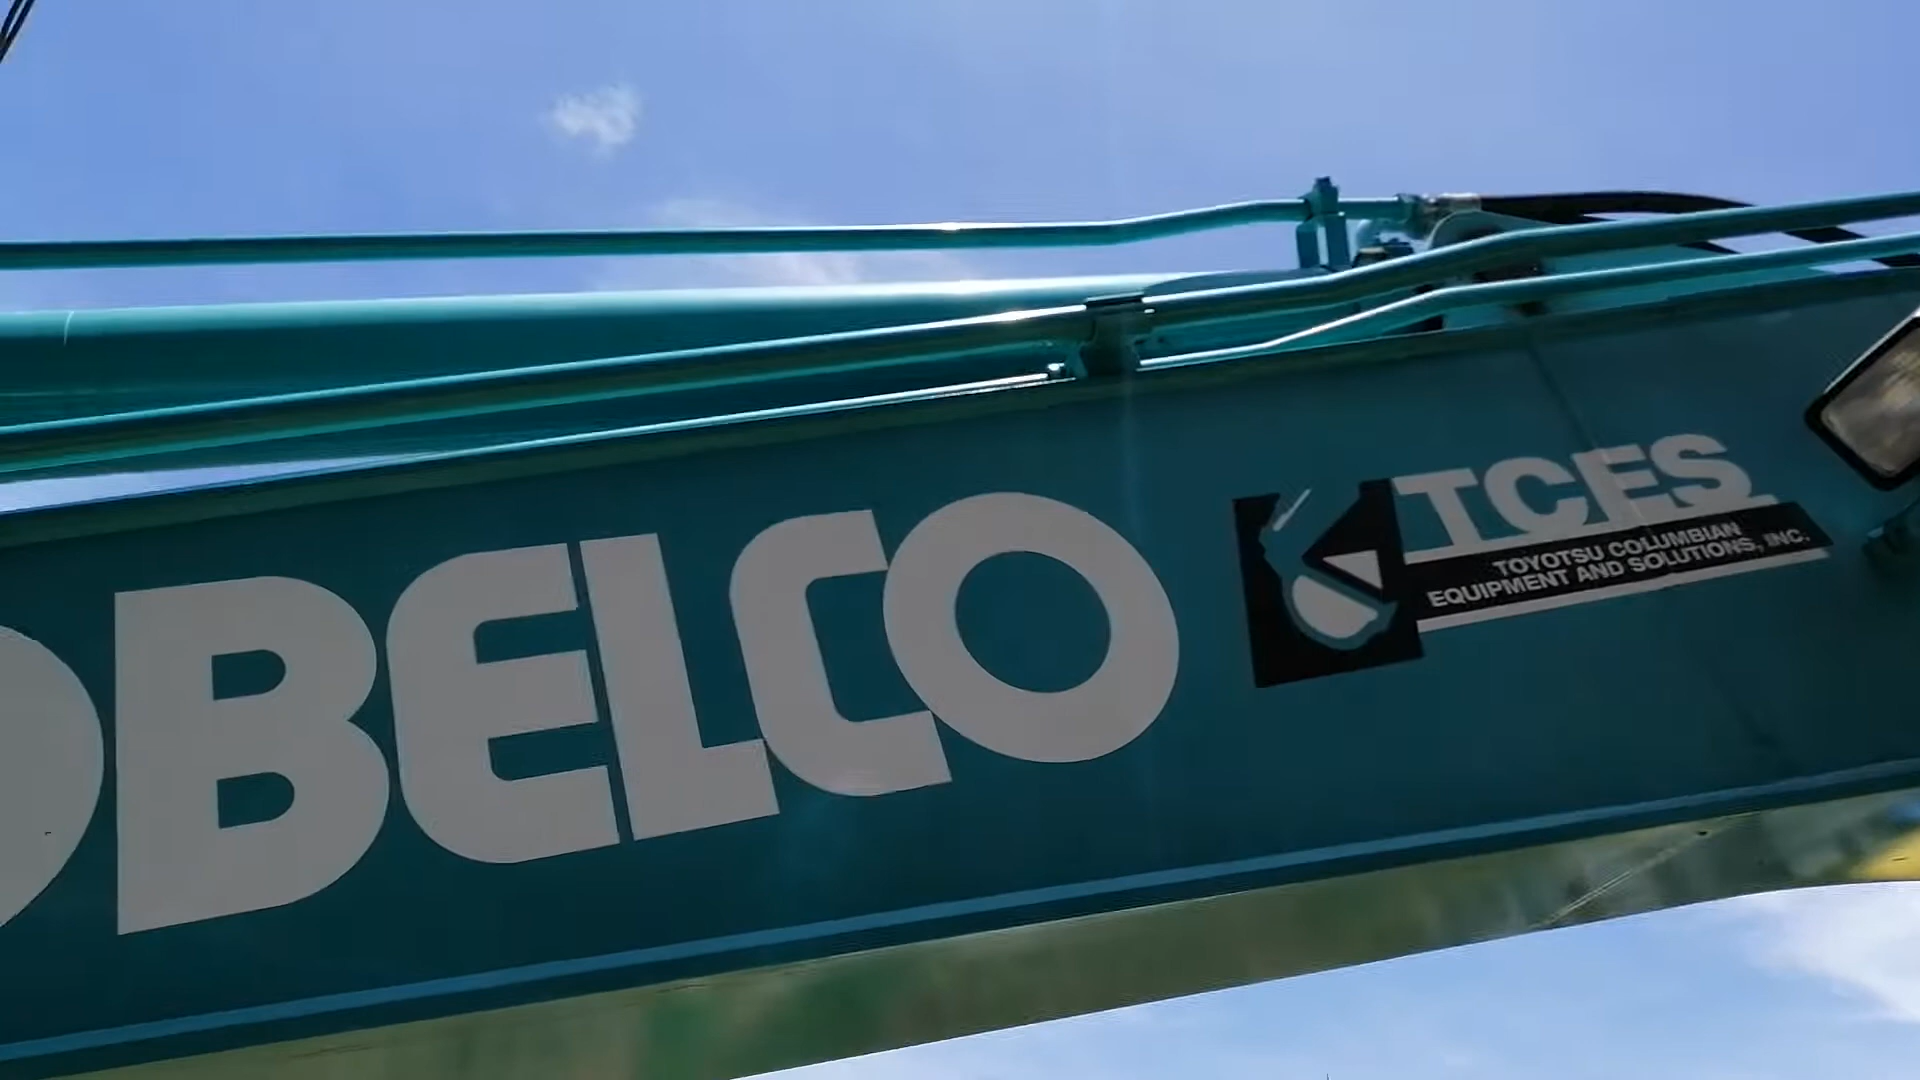 OBELCO
TCES
TOYOTSU COLUMBIAN
EQUIPMENT AND SOLUTIONS, INC.